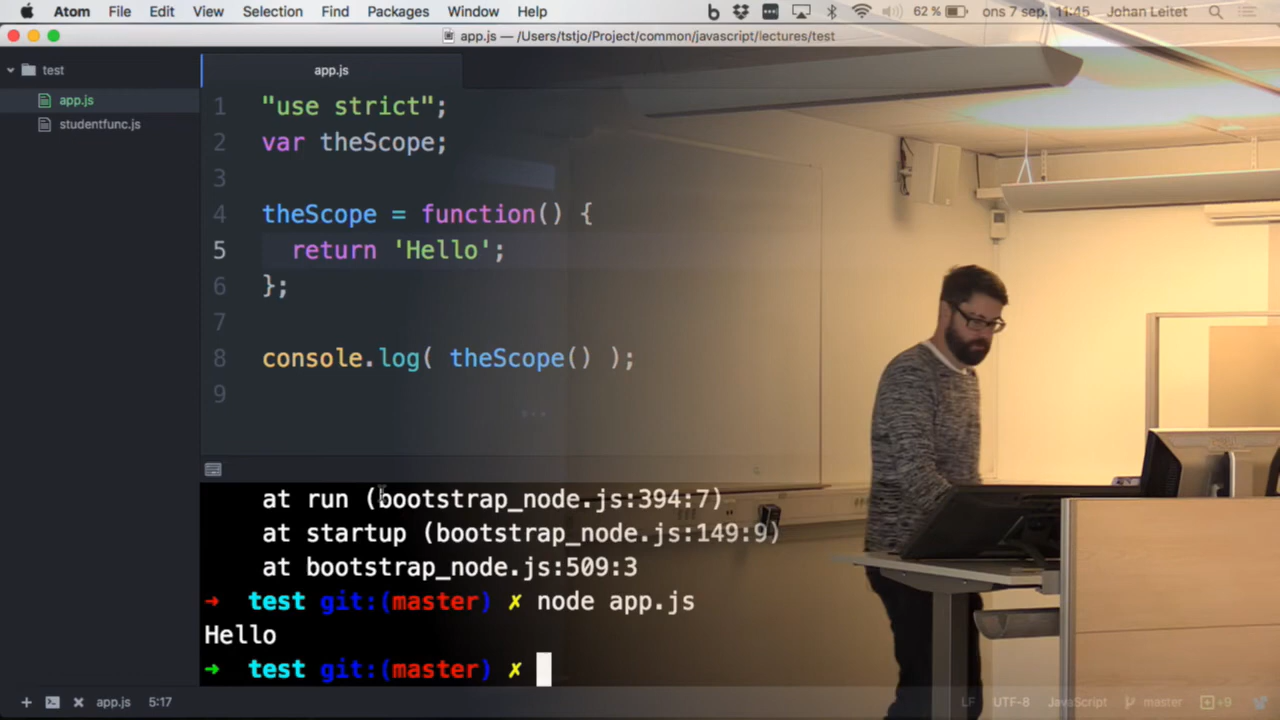 Atom File Edit View Selection Find Packages Window Help 62 % ons 7 sep. 11:45 Johan Leitet
app.js — /Users/tstjo/Project/common/javascript/lectures/test
test
app.js
studentfunc.js
app.js
1 "use strict";
2 var theScope;
3
4 theScope = function() {
5 return 'Hello';
6 };
7
8 console.log( theScope() );
9
at run (bootstrap_node.js:394:7)
at startup (bootstrap_node.js:149:9)
at bootstrap_node.js:509:3
➜ test git:(master) ✗ node app.js
Hello
➜ test git:(master) ✗
+ ✕ app.js 5:17 LF UTF-8 JavaScript master +9